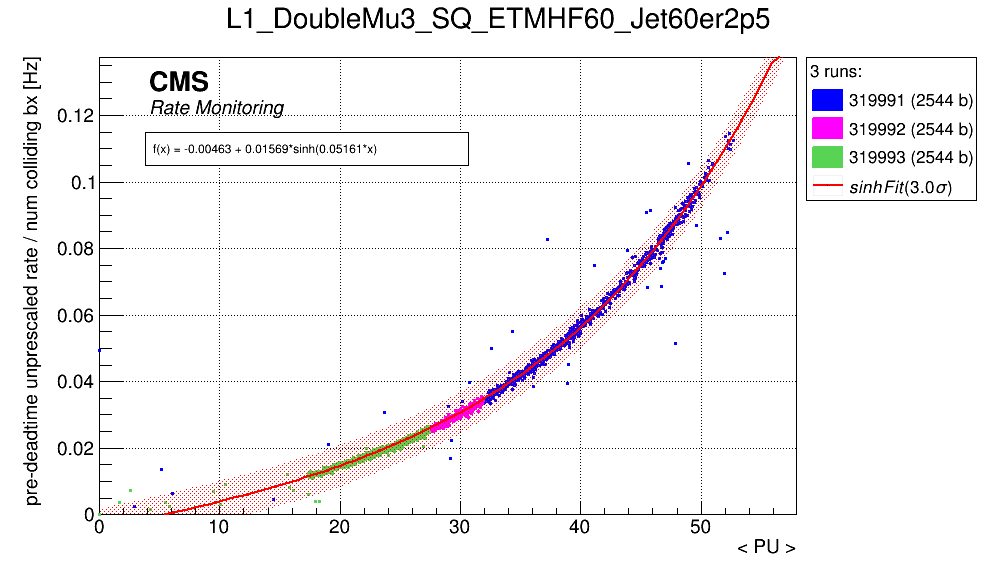 L1_DoubleMu3_SQ_ETMHF60_Jet60er2p5
pre-deadtime unprescaled rate / num colliding bx [Hz]
CMS
Rate Monitoring
f(x) = -0.00463 + 0.01569*sinh(0.05161*x)
3 runs:
319991 (2544 b)
319992 (2544 b)
319993 (2544 b)
sinhFit(3.0σ)
0.12
0.1
0.08
0.06
0.04
0.02
0
0 10 20 30 40 50
< PU >